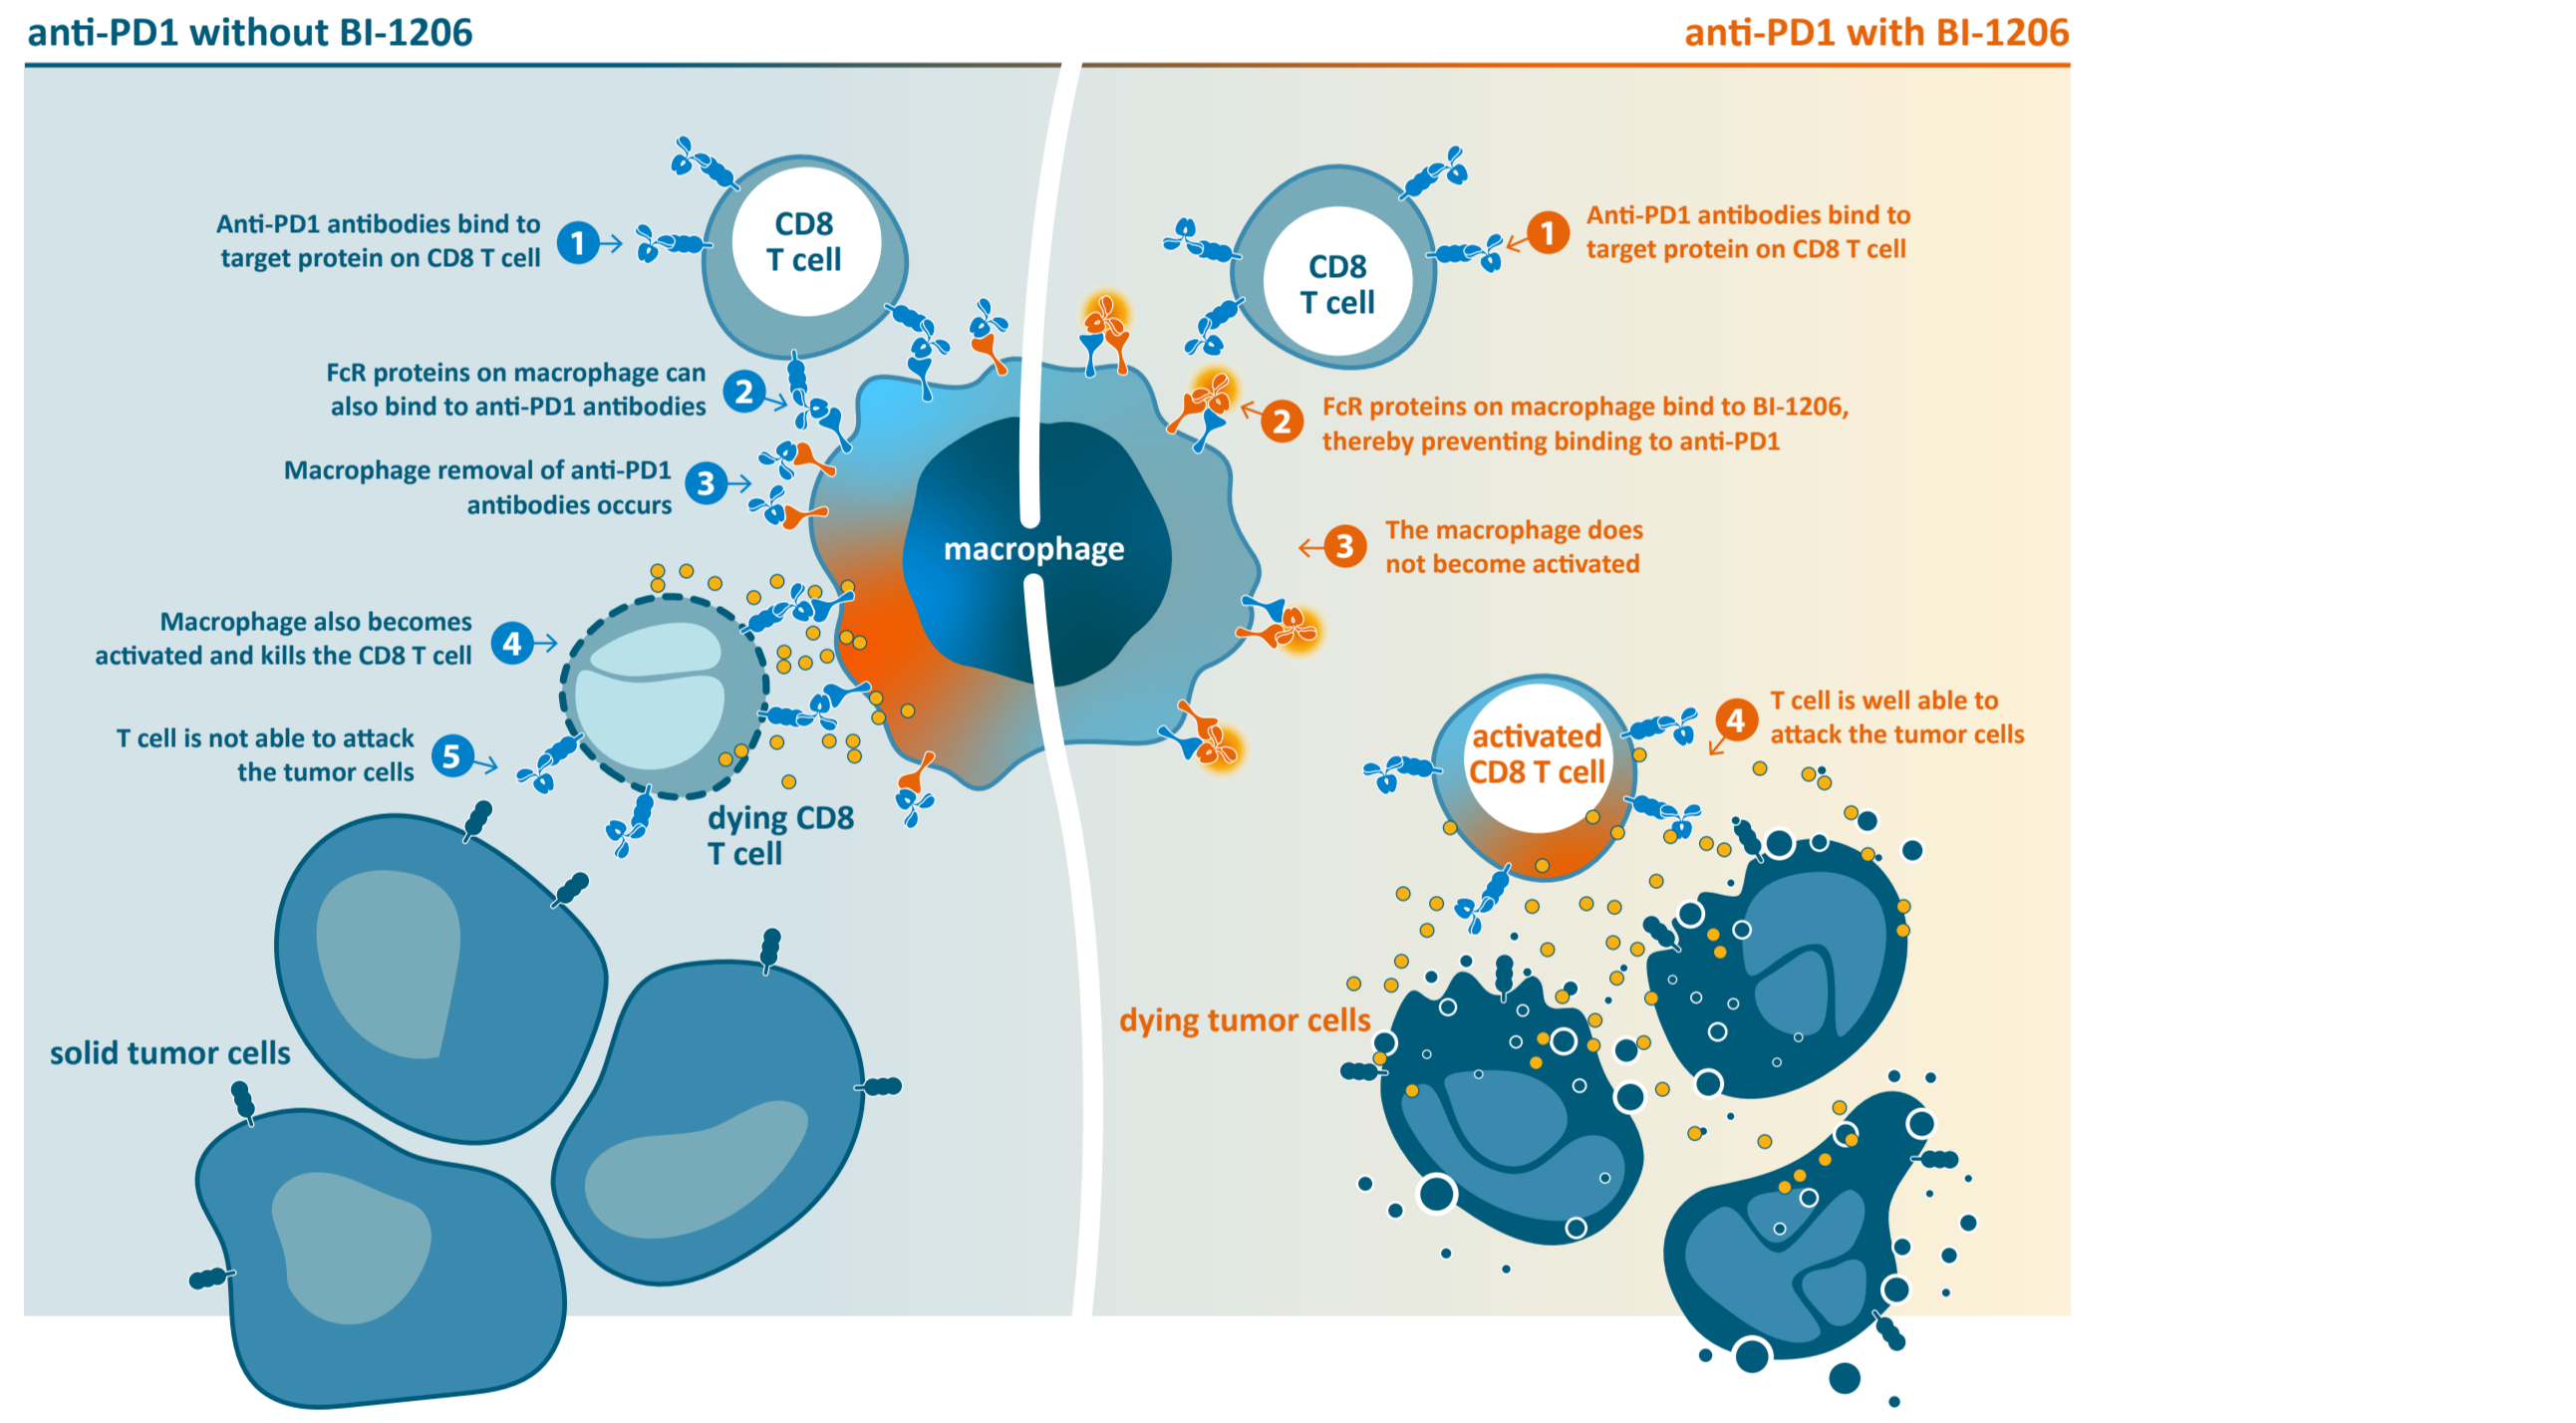 anti-PD1 without BI-1206
anti-PD1 with BI-1206
CD8
T cell
1
Anti-PD1 antibodies bind to
target protein on CD8 T cell
2
FcR proteins on macrophage can
also bind to anti-PD1 antibodies
3
Macrophage removal of anti-PD1
antibodies occurs
macrophage
4
Macrophage also becomes
activated and kills the CD8 T cell
5
T cell is not able to attack
the tumor cells
dying CD8
T cell
solid tumor cells
CD8
T cell
1
Anti-PD1 antibodies bind to
target protein on CD8 T cell
2
FcR proteins on macrophage bind to BI-1206,
thereby preventing binding to anti-PD1
3
The macrophage does
not become activated
activated
CD8 T cell
4
T cell is well able to
attack the tumor cells
dying tumor cells